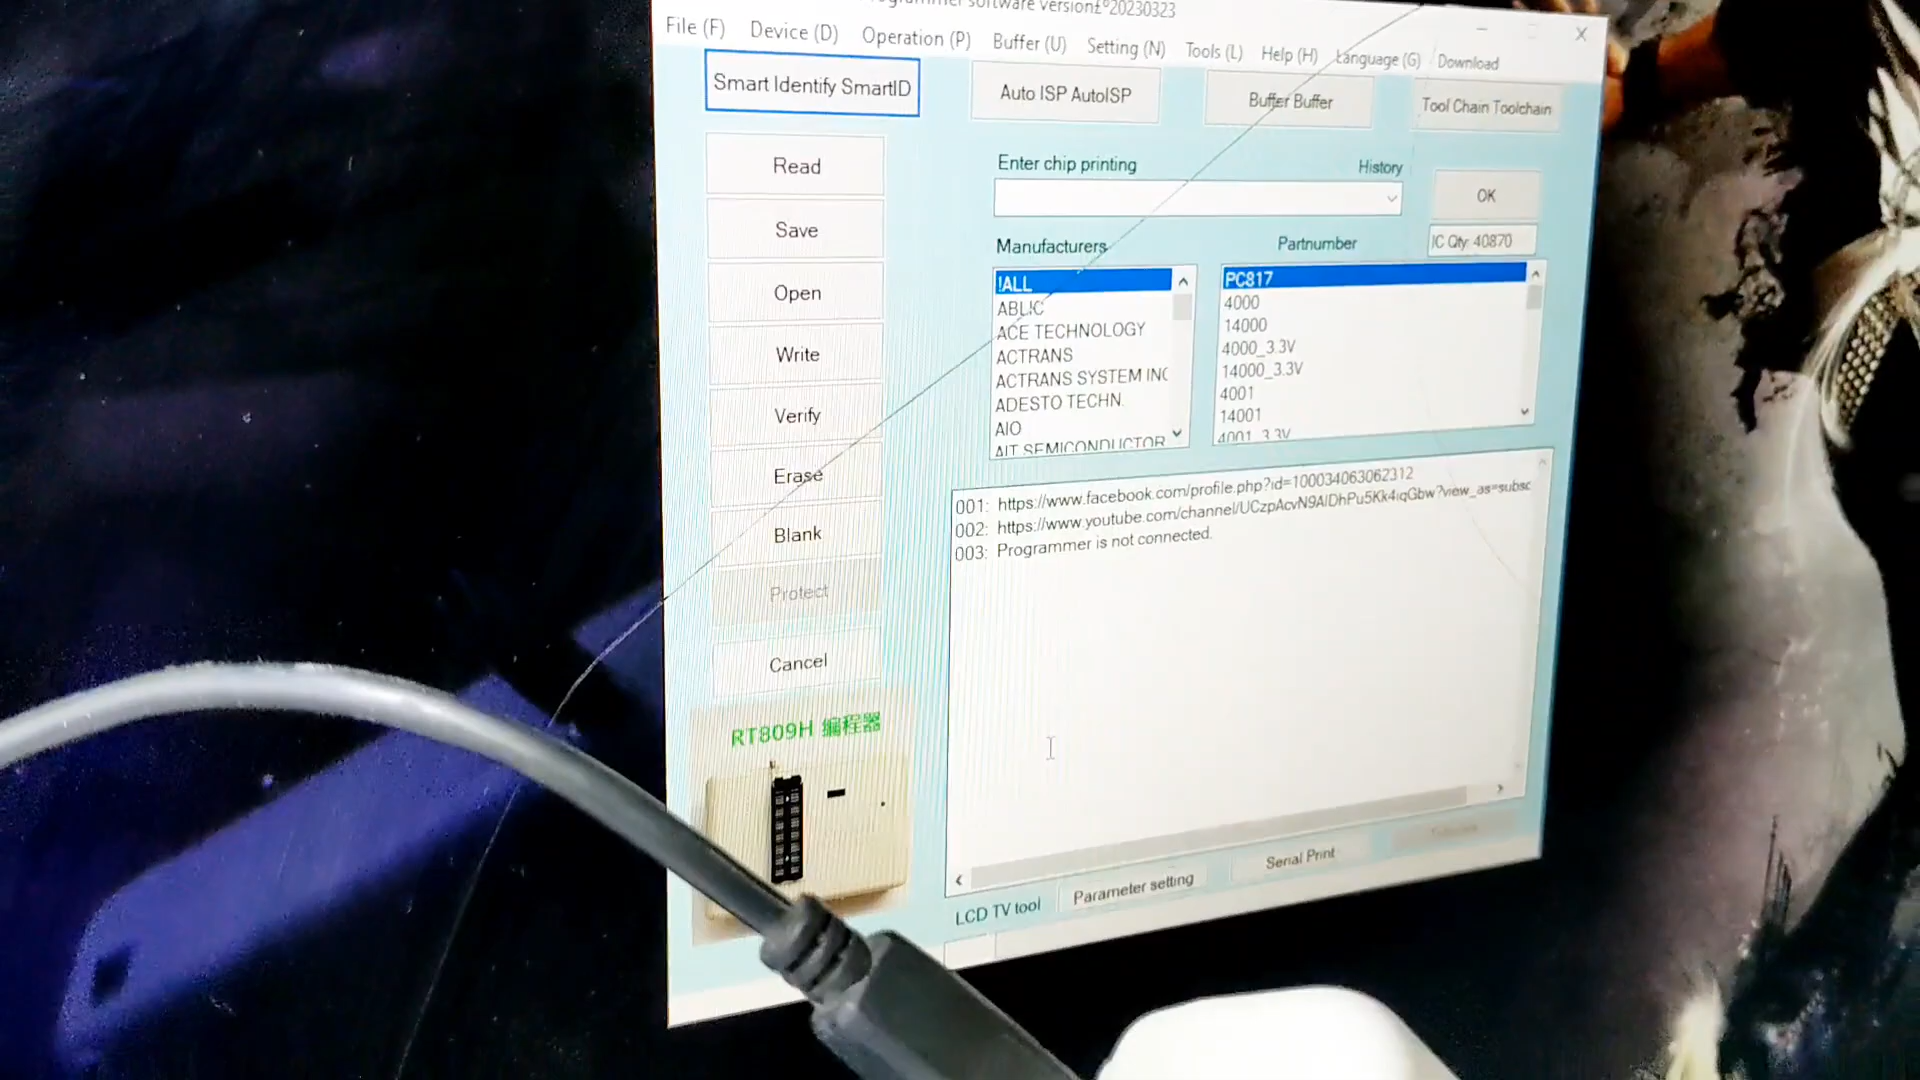 software version£º20230323
File (F) Device (D) Operation (P) Buffer (U) Setting (N) Tools (L) Help (H) Language (G) Download
Smart Identify SmartID
Auto ISP AutoISP
Buffer Buffer
Tool Chain Toolchain
Read
Save
Open
Write
Verify
Erase
Blank
Protect
Cancel
Enter chip printing
History
OK
Manufacturers
Partnumber
IC Qty: 40870
!ALL
ABLIC
ACE TECHNOLOGY
ACTRANS
ACTRANS SYSTEM INC
ADESTO TECHN.
AIO
AIT SEMICONDUCTOR
PC817
4000
14000
4000_3.3V
14000_3.3V
4001
14001
4001_3.3V
001: https://www.facebook.com/profile.php?id=100034063062312
002: https://www.youtube.com/channel/UCzpAcvN9AlDhPu5Kk4iqGbw?view_as=subsc
003: Programmer is not connected.
RT809H 编程器
LCD TV tool
Parameter setting
Serial Print